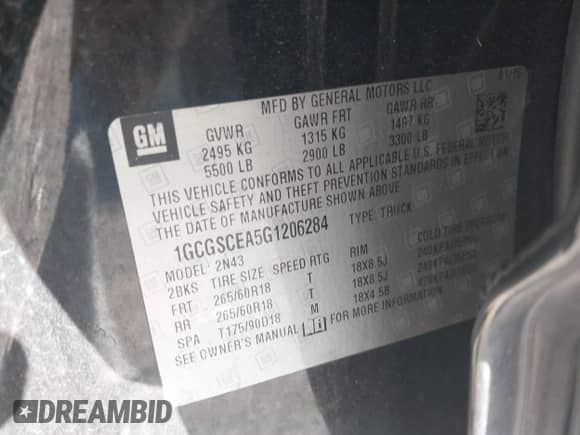 MFD BY GENERAL MOTORS LLC
GM
GVWR GAWR FRT GAWR RR
2495 KG 1315 KG 1497 KG
5500 LB 2900 LB 3300 LB
THIS VEHICLE CONFORMS TO ALL APPLICABLE U.S. FEDERAL MOTOR
VEHICLE SAFETY AND THEFT PREVENTION STANDARDS IN EFFECT ON
THE DATE OF MANUFACTURE SHOWN ABOVE.
1GCGSCEA5G1206284 TYPE: TRUCK
MODEL: 2N43
2BKS TIRE SIZE SPEED RTG RIM COLD TIRE PRESSURE
FRT 265/60R18 T 18X8.5J
RR 265/60R18 T 18X8.5J
SPA T175/90D18 M 18X4.5B
SEE OWNER'S MANUAL FOR MORE INFORMATION.
DREAMBID